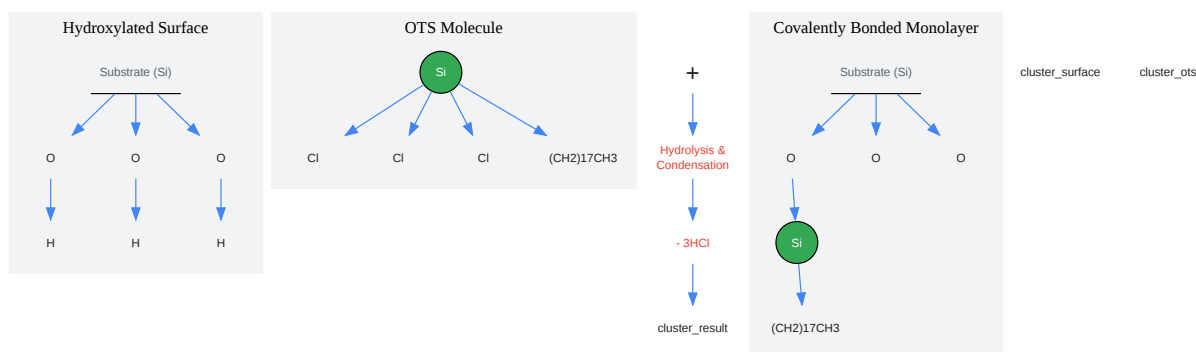 Hydroxylated Surface
Substrate (Si)
O
O
O
H
H
H
OTS Molecule
Si
Cl
Cl
Cl
(CH2)17CH3
+
Hydrolysis &
Condensation
- 3HCl
cluster_result
Covalently Bonded Monolayer
Substrate (Si)
O
O
O
Si
(CH2)17CH3
cluster_surface
cluster_ots